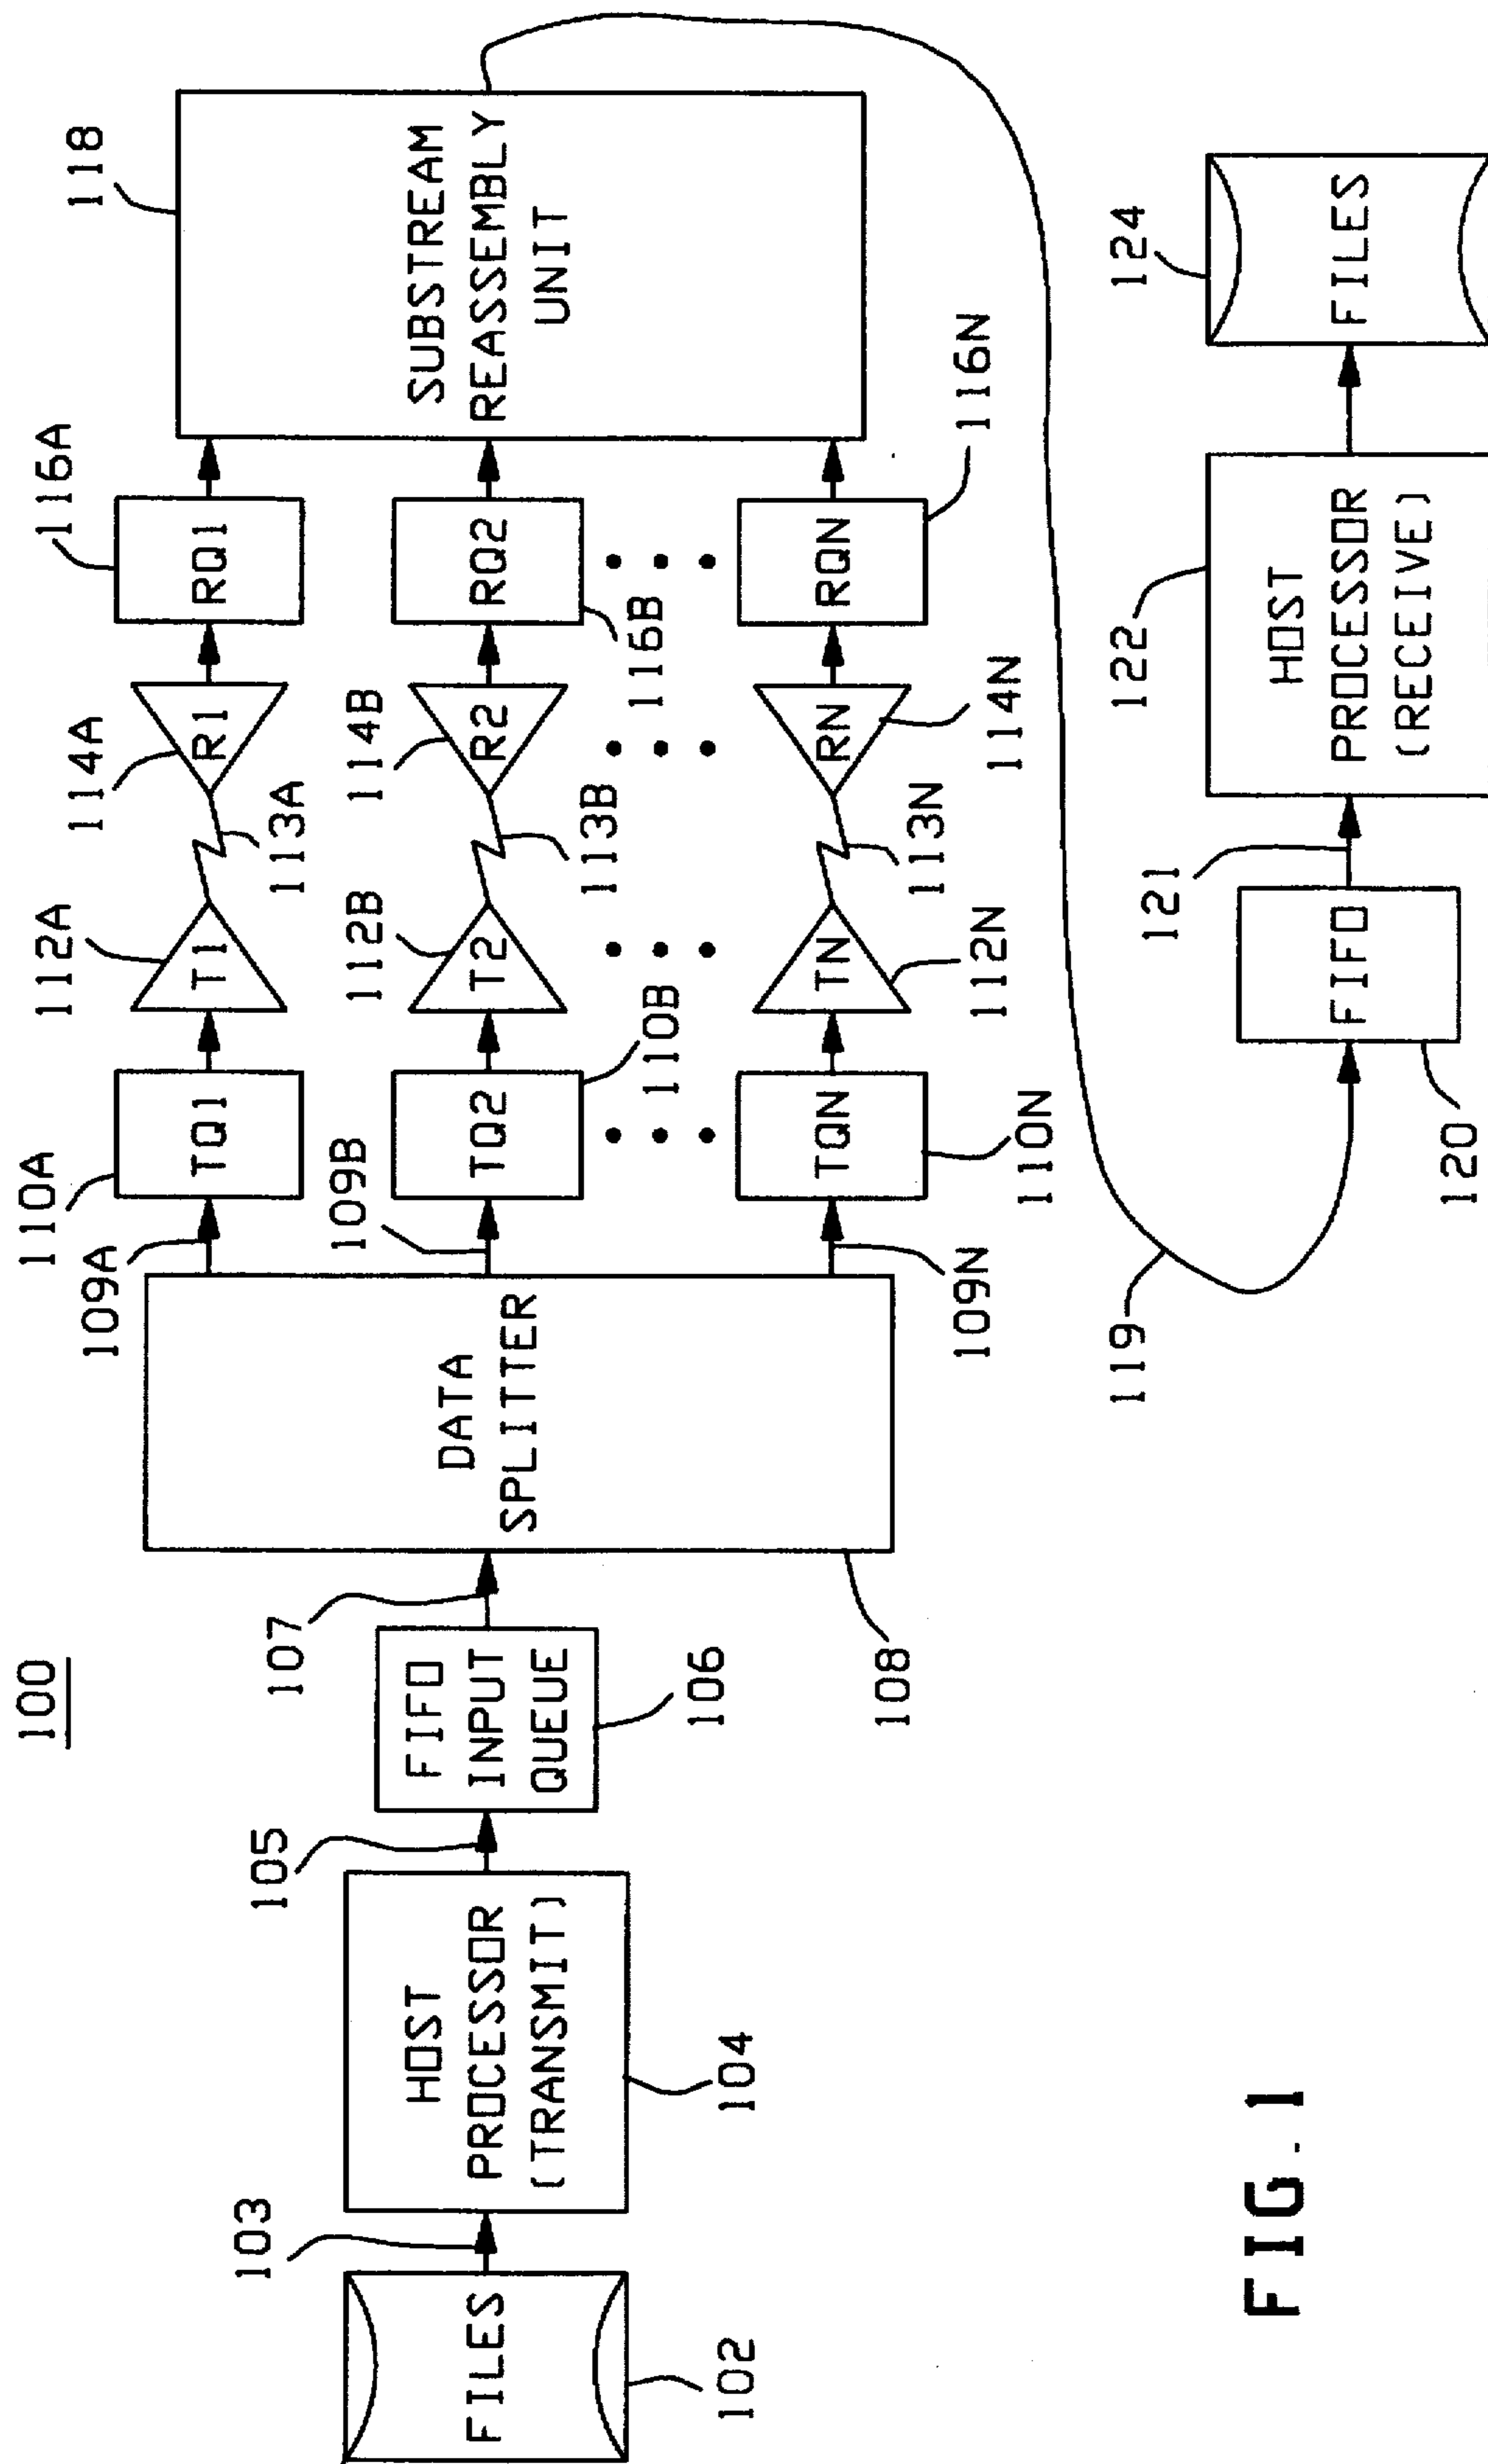 100
FILES
102
103
HOST
PROCESSOR
(TRANSMIT)
104
105
FIFO
INPUT
QUEUE
106
107
DATA
SPLITTER
108
109A
109B
109N
110A
TQ1
TQ2
110B
TQN
110N
112A
T1
112B
T2
TN
112N
113A
113B
113N
114A
R1
114B
R2
RN
114N
116A
RQ1
RQ2
116B
RQN
116N
118
SUBSTREAM
REASSEMBLY
UNIT
119
FIFO
120
121
122
HOST
PROCESSOR
(RECEIVE)
124
FILES
FIG. 1